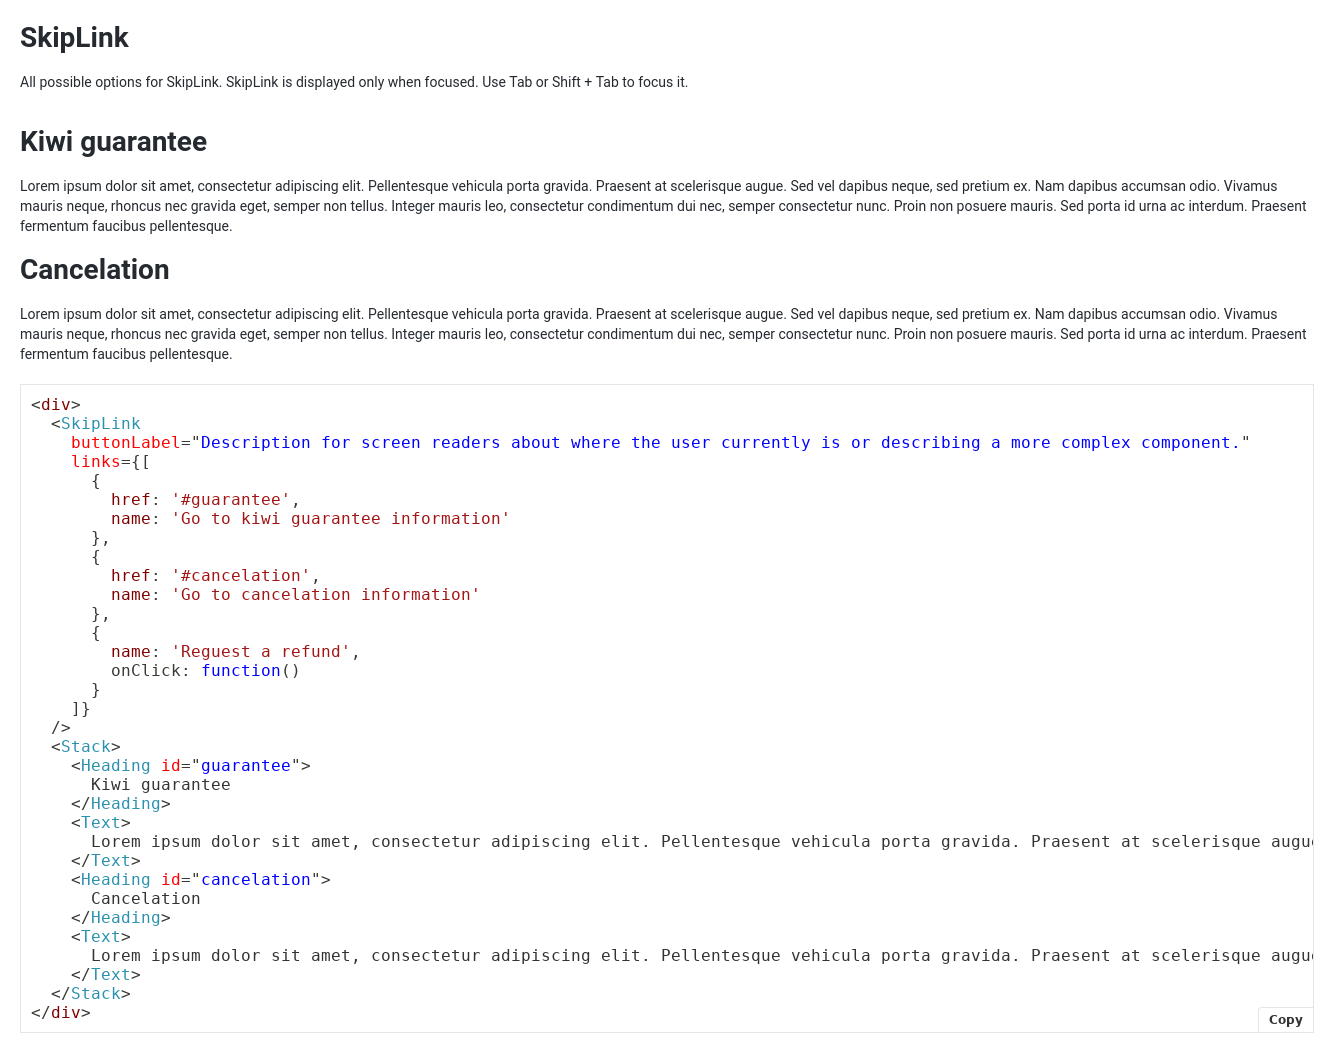 SkipLink
All possible options for SkipLink. SkipLink is displayed only when focused. Use Tab or Shift + Tab to focus it.
Kiwi guarantee
Lorem ipsum dolor sit amet, consectetur adipiscing elit. Pellentesque vehicula porta gravida. Praesent at scelerisque augue. Sed vel dapibus neque, sed pretium ex. Nam dapibus accumsan odio. Vivamus
mauris neque, rhoncus nec gravida eget, semper non tellus. Integer mauris leo, consectetur condimentum dui nec, semper consectetur nunc. Proin non posuere mauris. Sed porta id urna ac interdum. Praesent
fermentum faucibus pellentesque.
Cancelation
Lorem ipsum dolor sit amet, consectetur adipiscing elit. Pellentesque vehicula porta gravida. Praesent at scelerisque augue. Sed vel dapibus neque, sed pretium ex. Nam dapibus accumsan odio. Vivamus
mauris neque, rhoncus nec gravida eget, semper non tellus. Integer mauris leo, consectetur condimentum dui nec, semper consectetur nunc. Proin non posuere mauris. Sed porta id urna ac interdum. Praesent
fermentum faucibus pellentesque.
<div>
  <SkipLink
    buttonLabel="Description for screen readers about where the user currently is or describing a more complex component."
    links={[
      {
        href: '#guarantee',
        name: 'Go to kiwi guarantee information'
      },
      {
        href: '#cancelation',
        name: 'Go to cancelation information'
      },
      {
        name: 'Reguest a refund',
        onClick: function()
      }
    ]}
  />
  <Stack>
    <Heading id="guarantee">
      Kiwi guarantee
    </Heading>
    <Text>
      Lorem ipsum dolor sit amet, consectetur adipiscing elit. Pellentesque vehicula porta gravida. Praesent at scelerisque augue
    </Text>
    <Heading id="cancelation">
      Cancelation
    </Heading>
    <Text>
      Lorem ipsum dolor sit amet, consectetur adipiscing elit. Pellentesque vehicula porta gravida. Praesent at scelerisque augue
    </Text>
  </Stack>
</div>
Copy